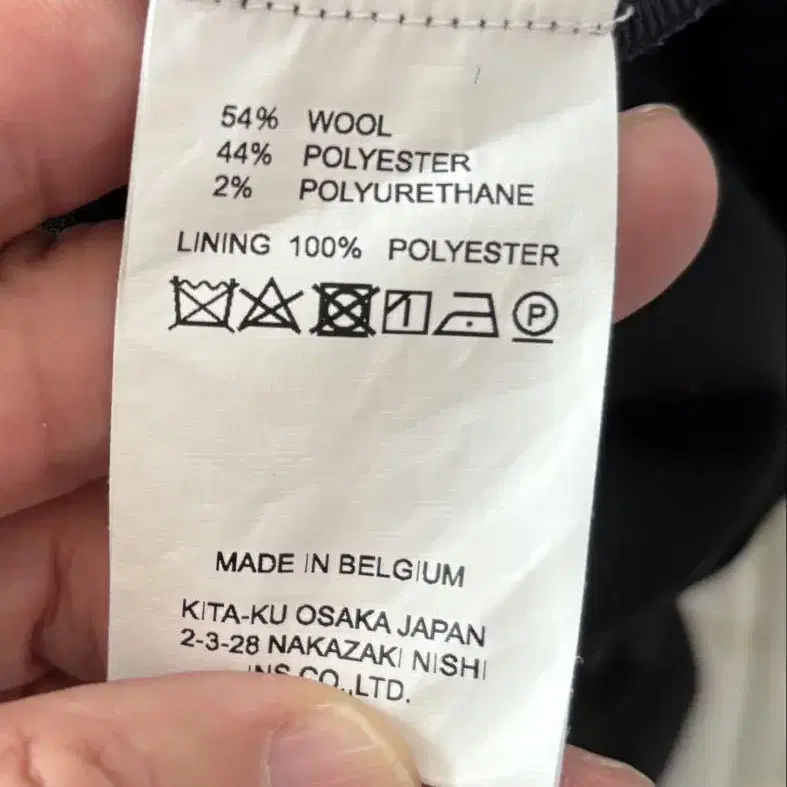 54% WOOL
44% POLYESTER
2% POLYURETHANE
LINING 100% POLYESTER
P
MADE IN BELGIUM
KITA-KU OSAKA JAPAN
2-3-28 NAKAZAKI NISHI
CO.,LTD.